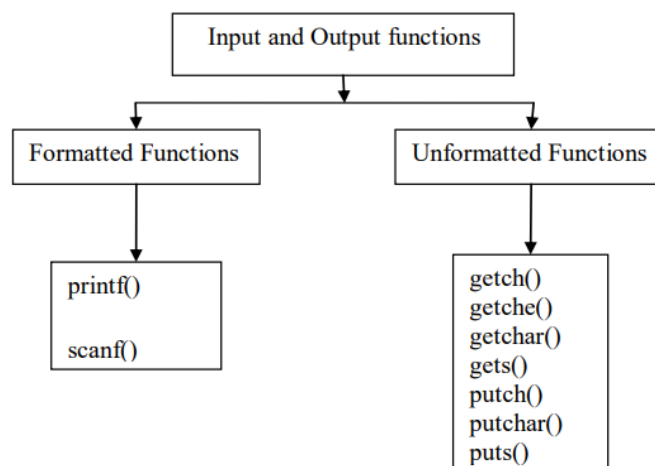 Input and Output functions
Formatted Functions
Unformatted Functions
printf()
scanf()
getch()
getche()
getchar()
gets()
putch()
putchar()
puts()